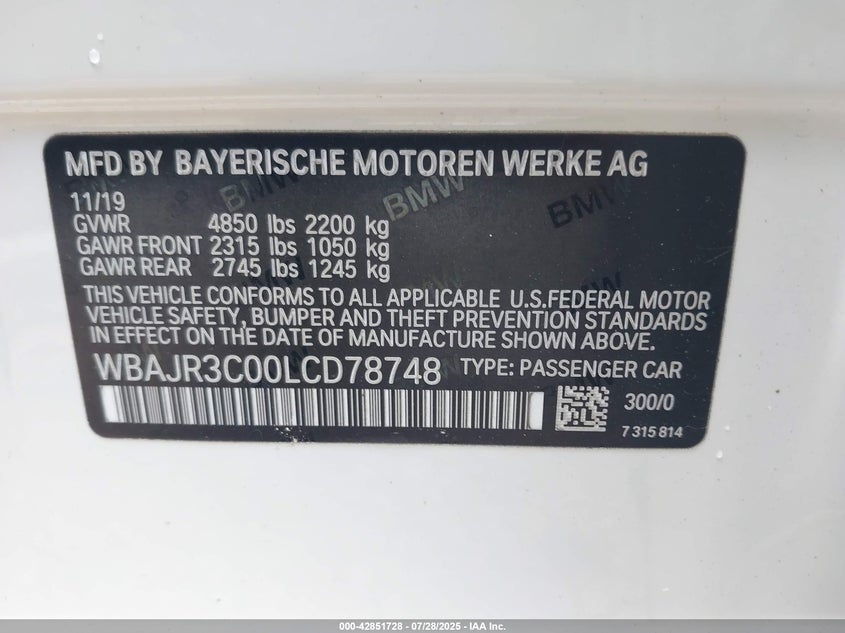 MFD BY BAYERISCHE MOTOREN WERKE AG
BMW BMW BMW
11/19
GVWR 4850 lbs 2200 kg
GAWR FRONT 2315 lbs 1050 kg
GAWR REAR 2745 lbs 1245 kg
THIS VEHICLE CONFORMS TO ALL APPLICABLE U.S.FEDERAL MOTOR
VEHICLE SAFETY, BUMPER AND THEFT PREVENTION STANDARDS
IN EFFECT ON THE DATE OF MANUFACTURE SHOWN ABOVE.
WBAJR3C00LCD78748 TYPE: PASSENGER CAR
300/0
7 315 814
000-42851728 - 07/28/2025 - IAA Inc.